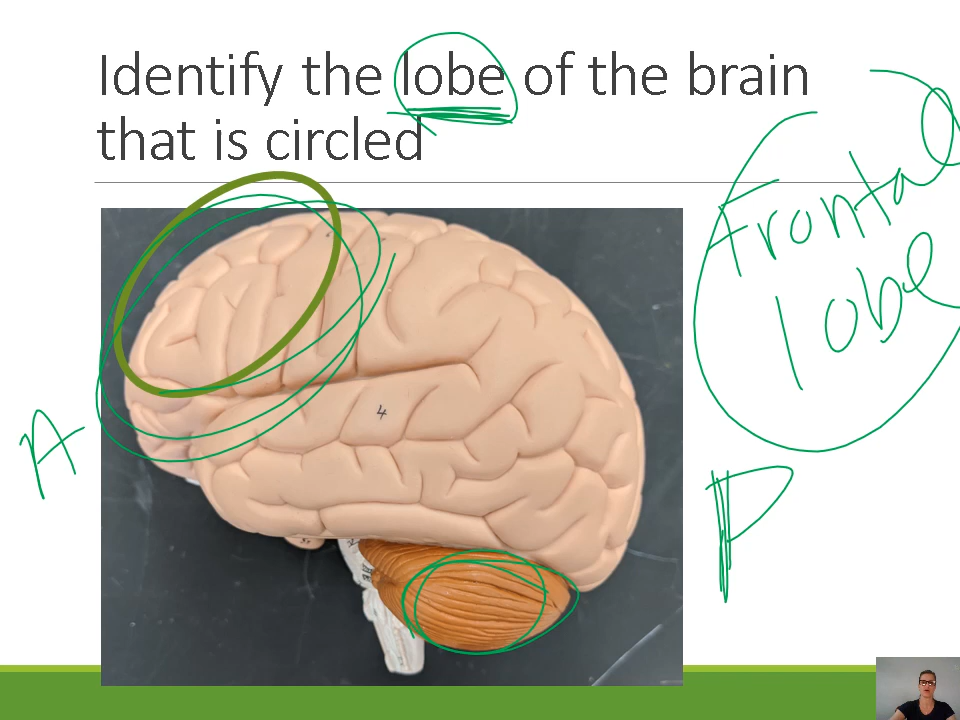 Identify the lobe of the brain
that is circled
Frontal
lobe
A
4
P